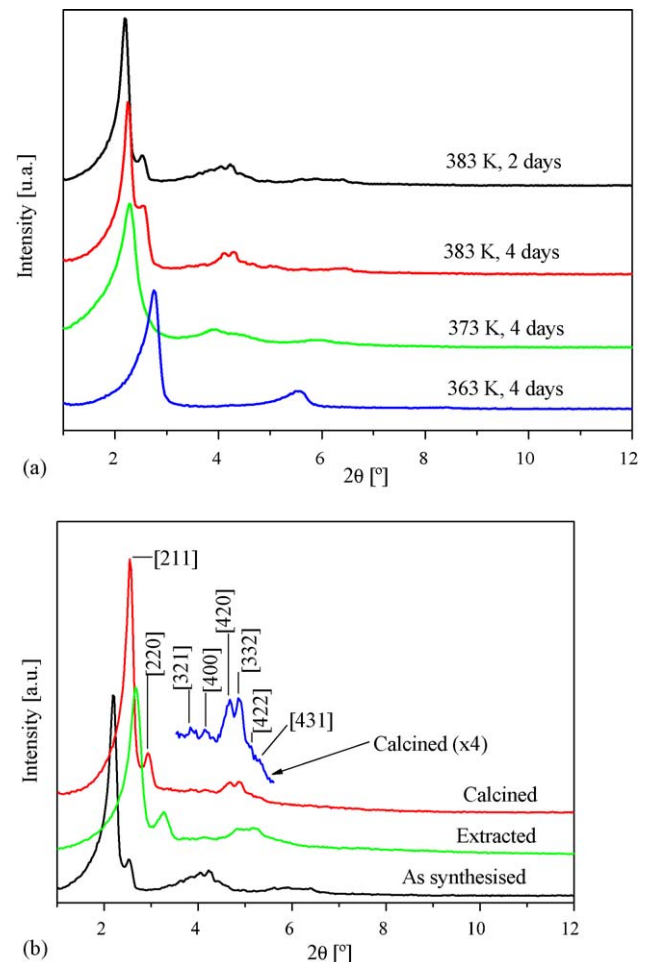 Intensity [u.a.]
383 K, 2 days
383 K, 4 days
373 K, 4 days
363 K, 4 days
2 4 6 8 10 12
2θ [º]
(a)
Intensity [a.u.]
[211]
[220]
[321]
[400]
[420]
[332]
[422]
[431]
Calcined (x4)
Calcined
Extracted
As synthesised
2 4 6 8 10 12
2θ [º]
(b)